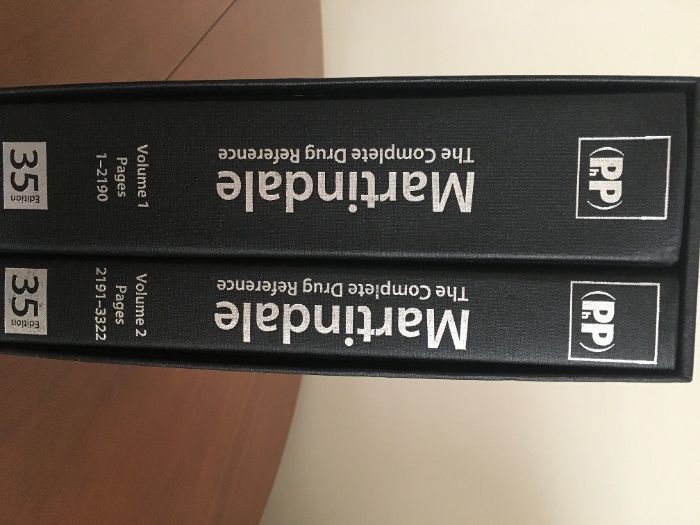 Martindale
The Complete Drug Reference
Volume 1
Pages
1–2190
35
Edition
(PhP)
Martindale
The Complete Drug Reference
Volume 2
Pages
2191–3322
35
Edition
(PhP)